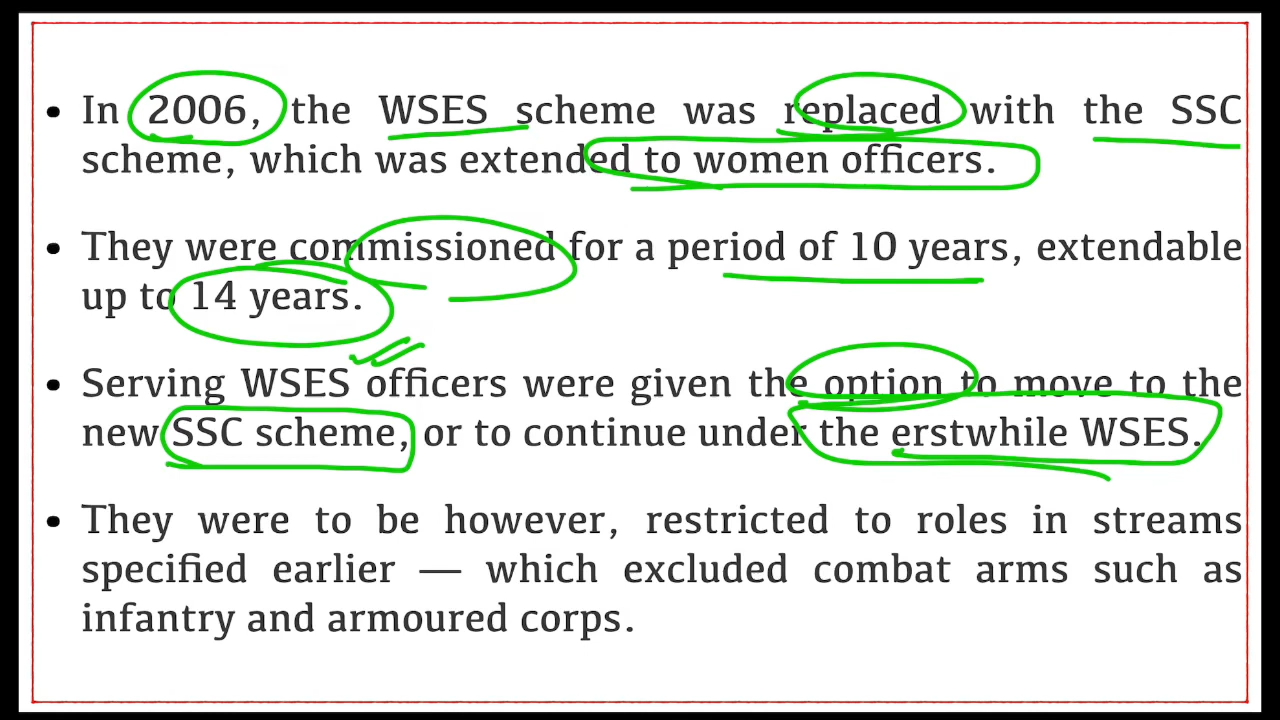 • In 2006, the WSES scheme was replaced with the SSC
scheme, which was extended to women officers.
• They were commissioned for a period of 10 years, extendable
up to 14 years.
• Serving WSES officers were given the option to move to the
new SSC scheme, or to continue under the erstwhile WSES.
• They were to be however, restricted to roles in streams
specified earlier — which excluded combat arms such as
infantry and armoured corps.